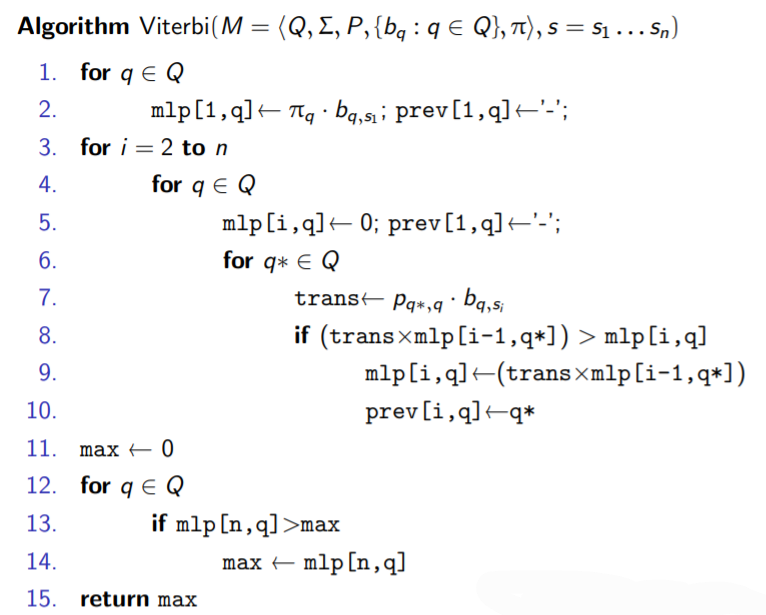 Algorithm Viterbi(M = ⟨Q, Σ, P, {b_q : q ∈ Q}, π⟩, s = s₁ … sₙ)
1. for q ∈ Q
2. mlp[1,q]← π_q · b_{q,s₁}; prev[1,q]←'-';
3. for i = 2 to n
4. for q ∈ Q
5. mlp[i,q]← 0; prev[1,q]←'-';
6. for q* ∈ Q
7. trans← p_{q*,q} · b_{q,s_i}
8. if (trans×mlp[i-1,q*]) > mlp[i,q]
9. mlp[i,q]←(trans×mlp[i-1,q*])
10. prev[i,q]←q*
11. max ← 0
12. for q ∈ Q
13. if mlp[n,q]>max
14. max ← mlp[n,q]
15. return max